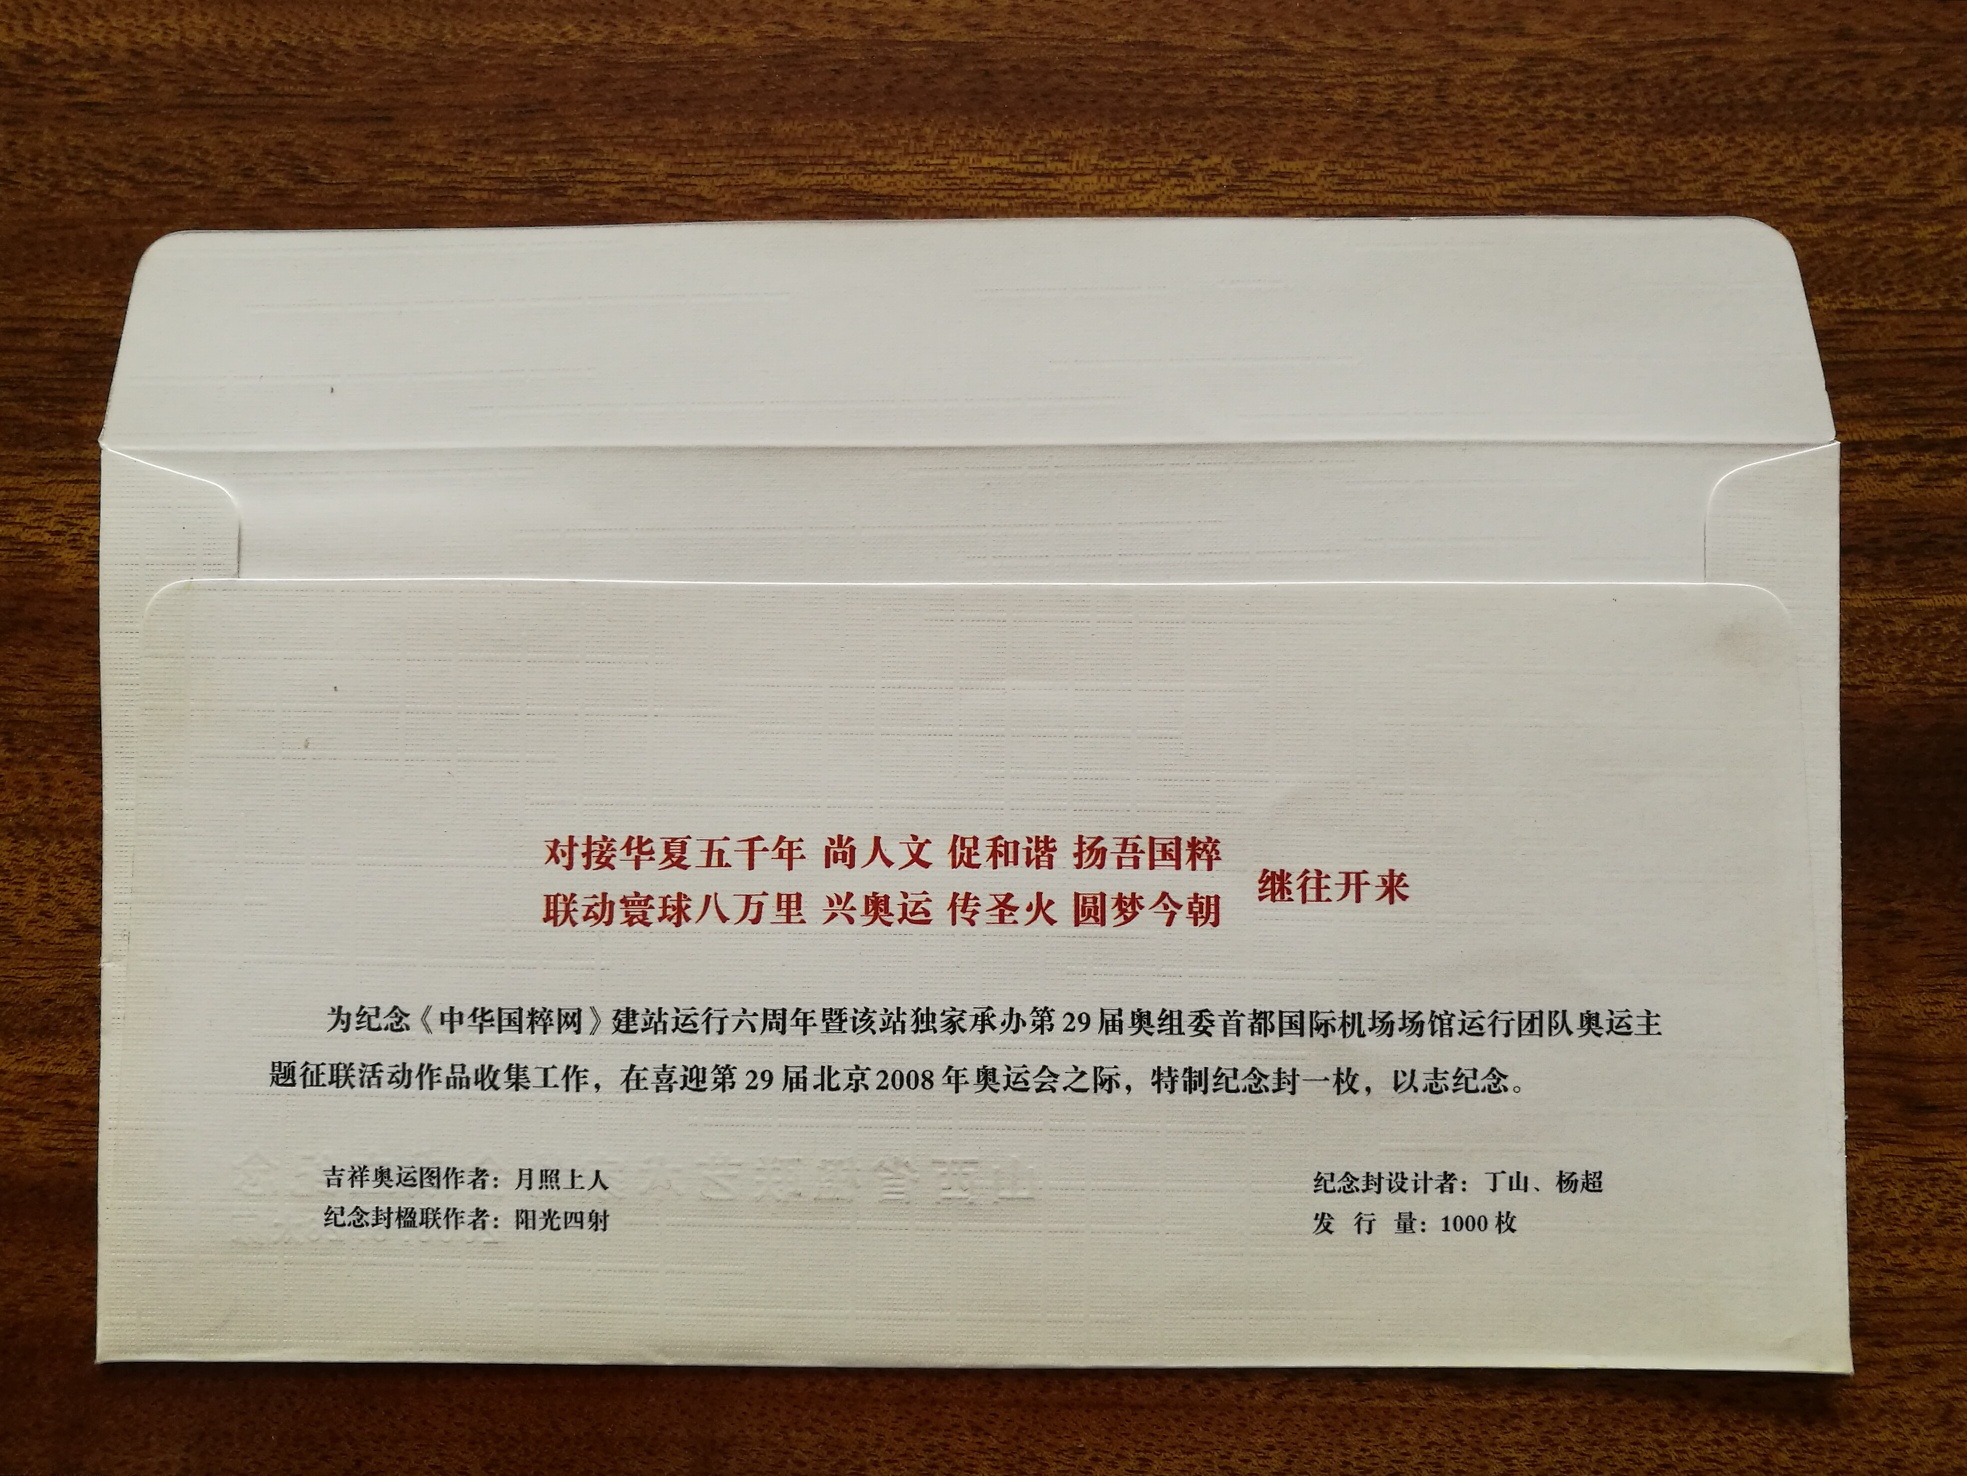 对接华夏五千年 尚人文 促和谐 扬吾国粹
联动寰球八万里 兴奥运 传圣火 圆梦今朝
继往开来
为纪念《中华国粹网》建站运行六周年暨该站独家承办第29届奥组委首都国际机场场馆运行团队奥运主
题征联活动作品收集工作，在喜迎第29届北京2008年奥运会之际，特制纪念封一枚，以志纪念。
吉祥奥运图作者：月照上人
纪念封楹联作者：阳光四射
纪念封设计者：丁山、杨超
发 行 量：1000枚